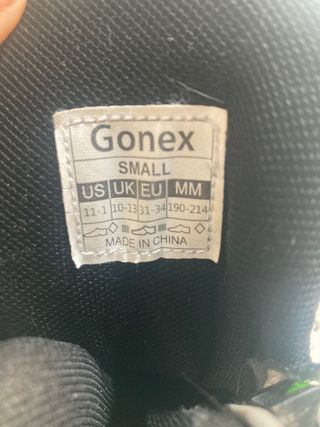 Gonex
SMALL
US UK EU MM
11-1 10-13 31-34 190-214
MADE IN CHINA